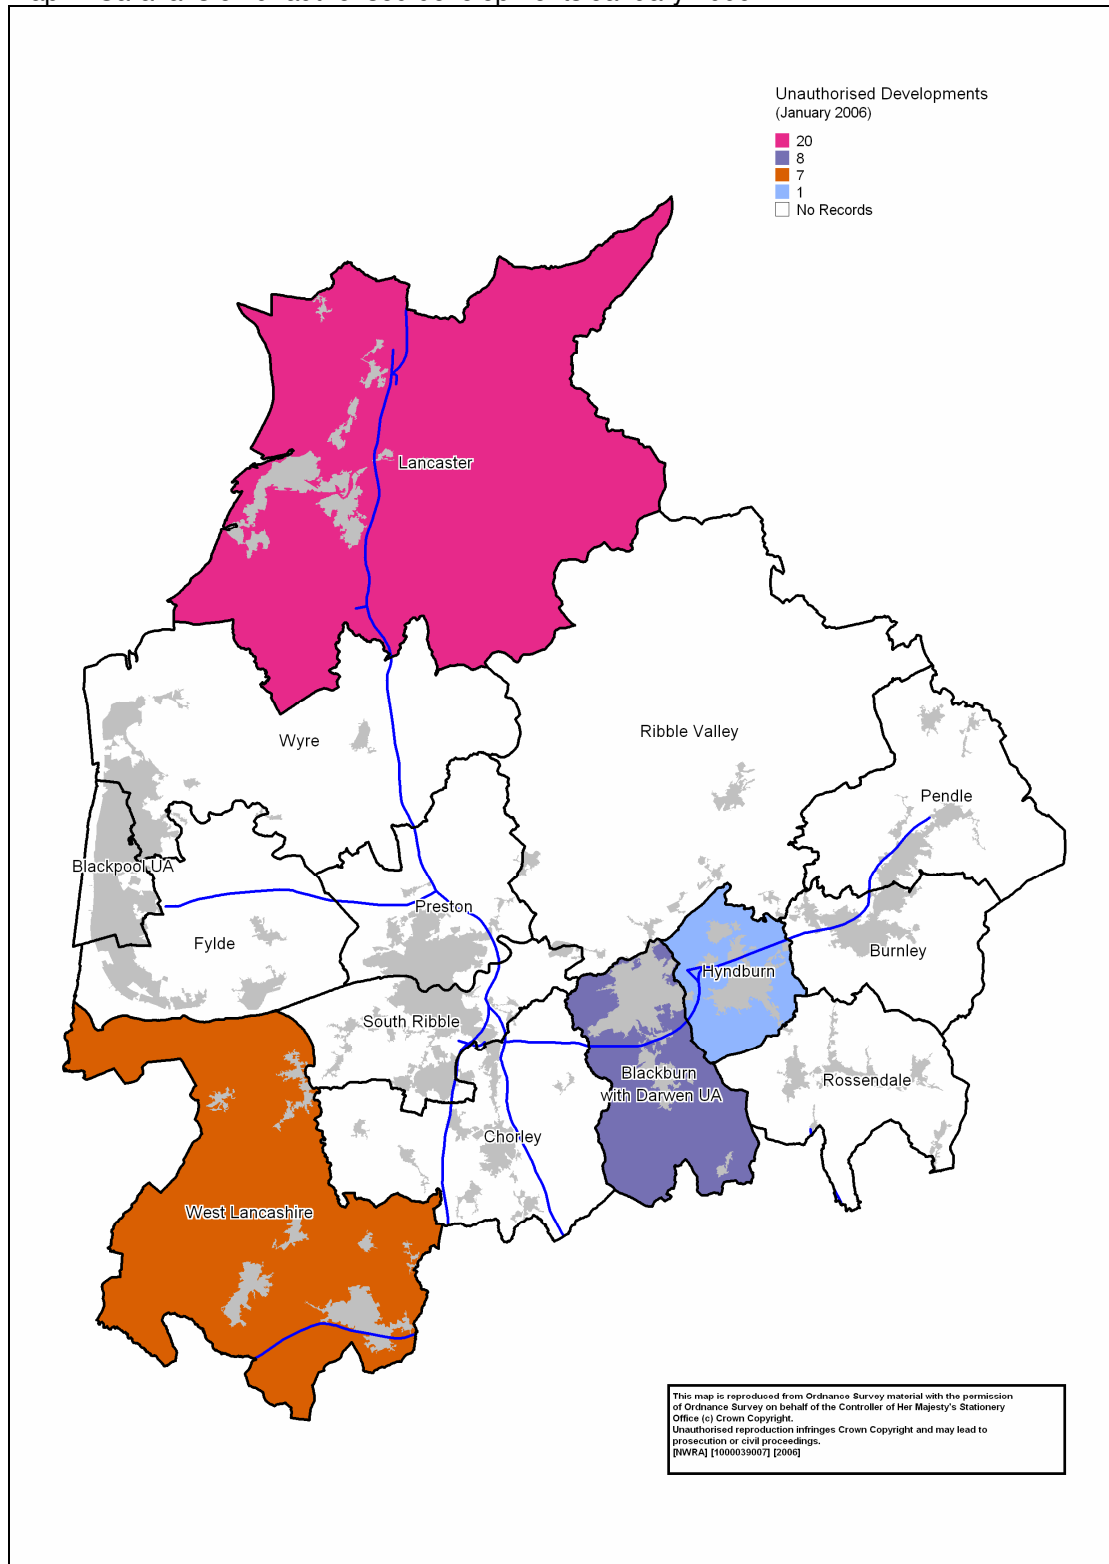 Unauthorised Developments
(January 2006)
20
8
7
1
No Records
Lancaster
Wyre
Ribble Valley
Pendle
Blackpool UA
Preston
Fylde
Burnley
Hyndburn
South Ribble
Blackburn
with Darwen UA
Rossendale
Chorley
West Lancashire
This map is reproduced from Ordnance Survey material with the permission
of Ordnance Survey on behalf of the Controller of Her Majesty's Stationery
Office (c) Crown Copyright.
Unauthorised reproduction infringes Crown Copyright and may lead to
prosecution or civil proceedings.
[NWRA] [1000039007] [2006]